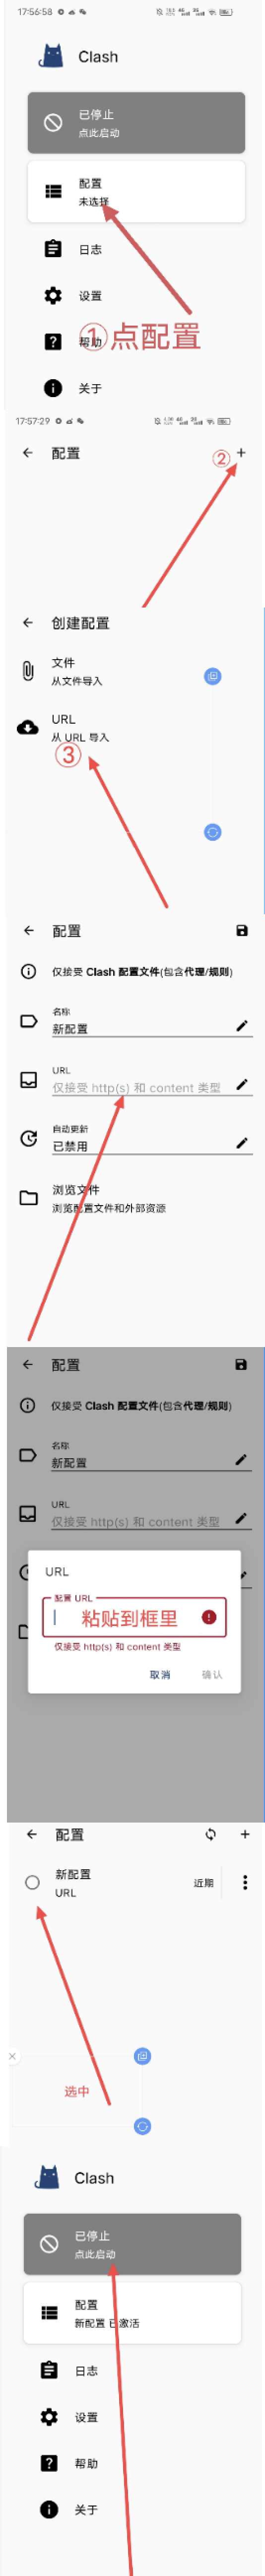 17:56:58
Clash
已停止
点此启动
配置
未选择
日志
设置
帮助
①点配置
关于
17:57:29
配置
②
创建配置
文件
从文件导入
URL
从 URL 导入
③
配置
仅接受 Clash 配置文件(包含代理/规则)
名称
新配置
URL
仅接受 http(s) 和 content 类型
自动更新
已禁用
浏览文件
浏览配置文件和外部资源
配置
仅接受 Clash 配置文件(包含代理/规则)
名称
新配置
URL
仅接受 http(s) 和 content 类型
URL
配置 URL
粘贴到框里
仅接受 http(s) 和 content 类型
取消 确认
配置
新配置
URL
近期
选中
Clash
已停止
点此启动
配置
新配置 已激活
日志
设置
帮助
关于